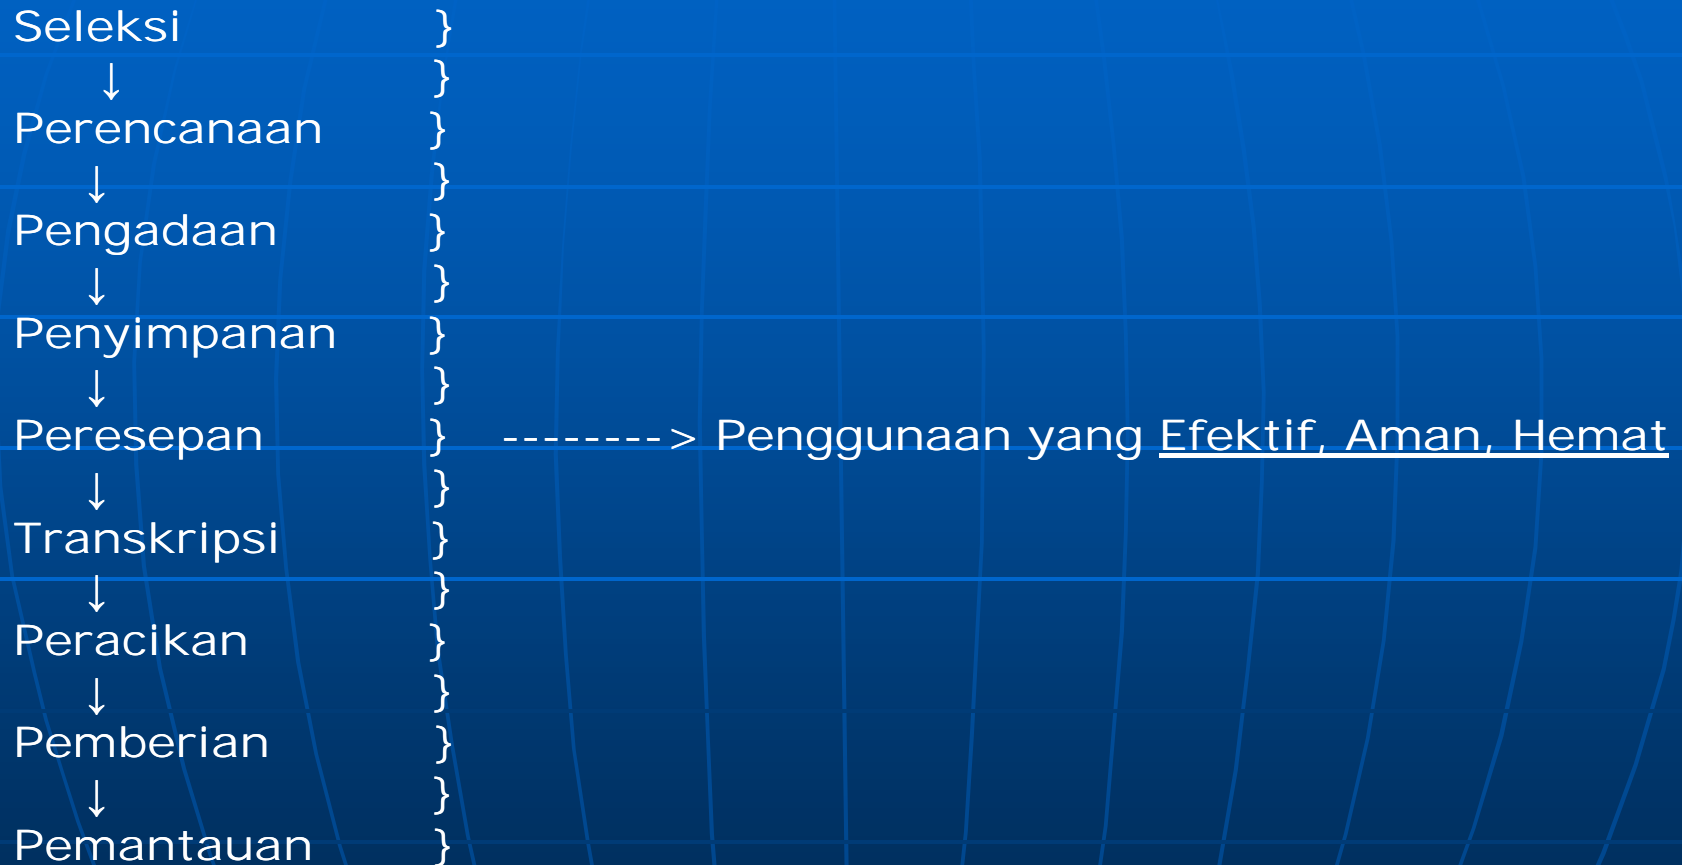 Seleksi }
↓ }
Perencanaan }
↓ }
Pengadaan }
↓ }
Penyimpanan }
↓ }
Peresepan } --------> Penggunaan yang Efektif, Aman, Hemat
↓ }
Transkripsi }
↓ }
Peracikan }
↓ }
Pemberian }
↓ }
Pemantauan }